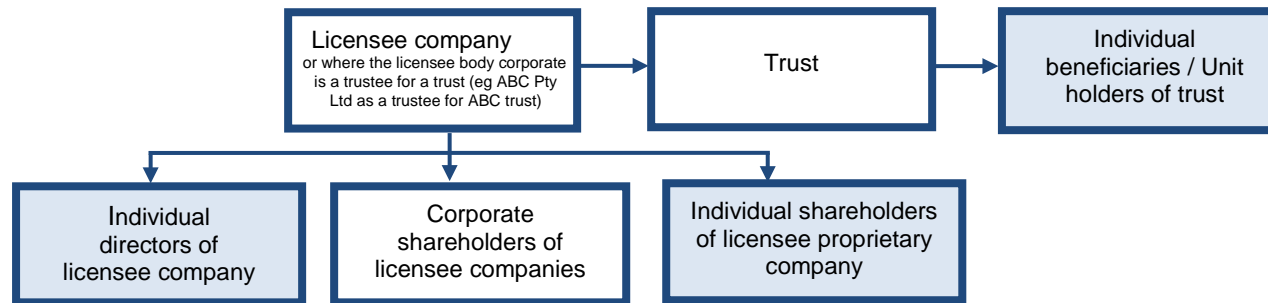 Licensee company
or where the licensee body corporate
is a trustee for a trust (eg ABC Pty
Ltd as a trustee for ABC trust)
Trust
Individual
beneficiaries / Unit
holders of trust
Individual
directors of
licensee company
Corporate
shareholders of
licensee companies
Individual shareholders
of licensee proprietary
company